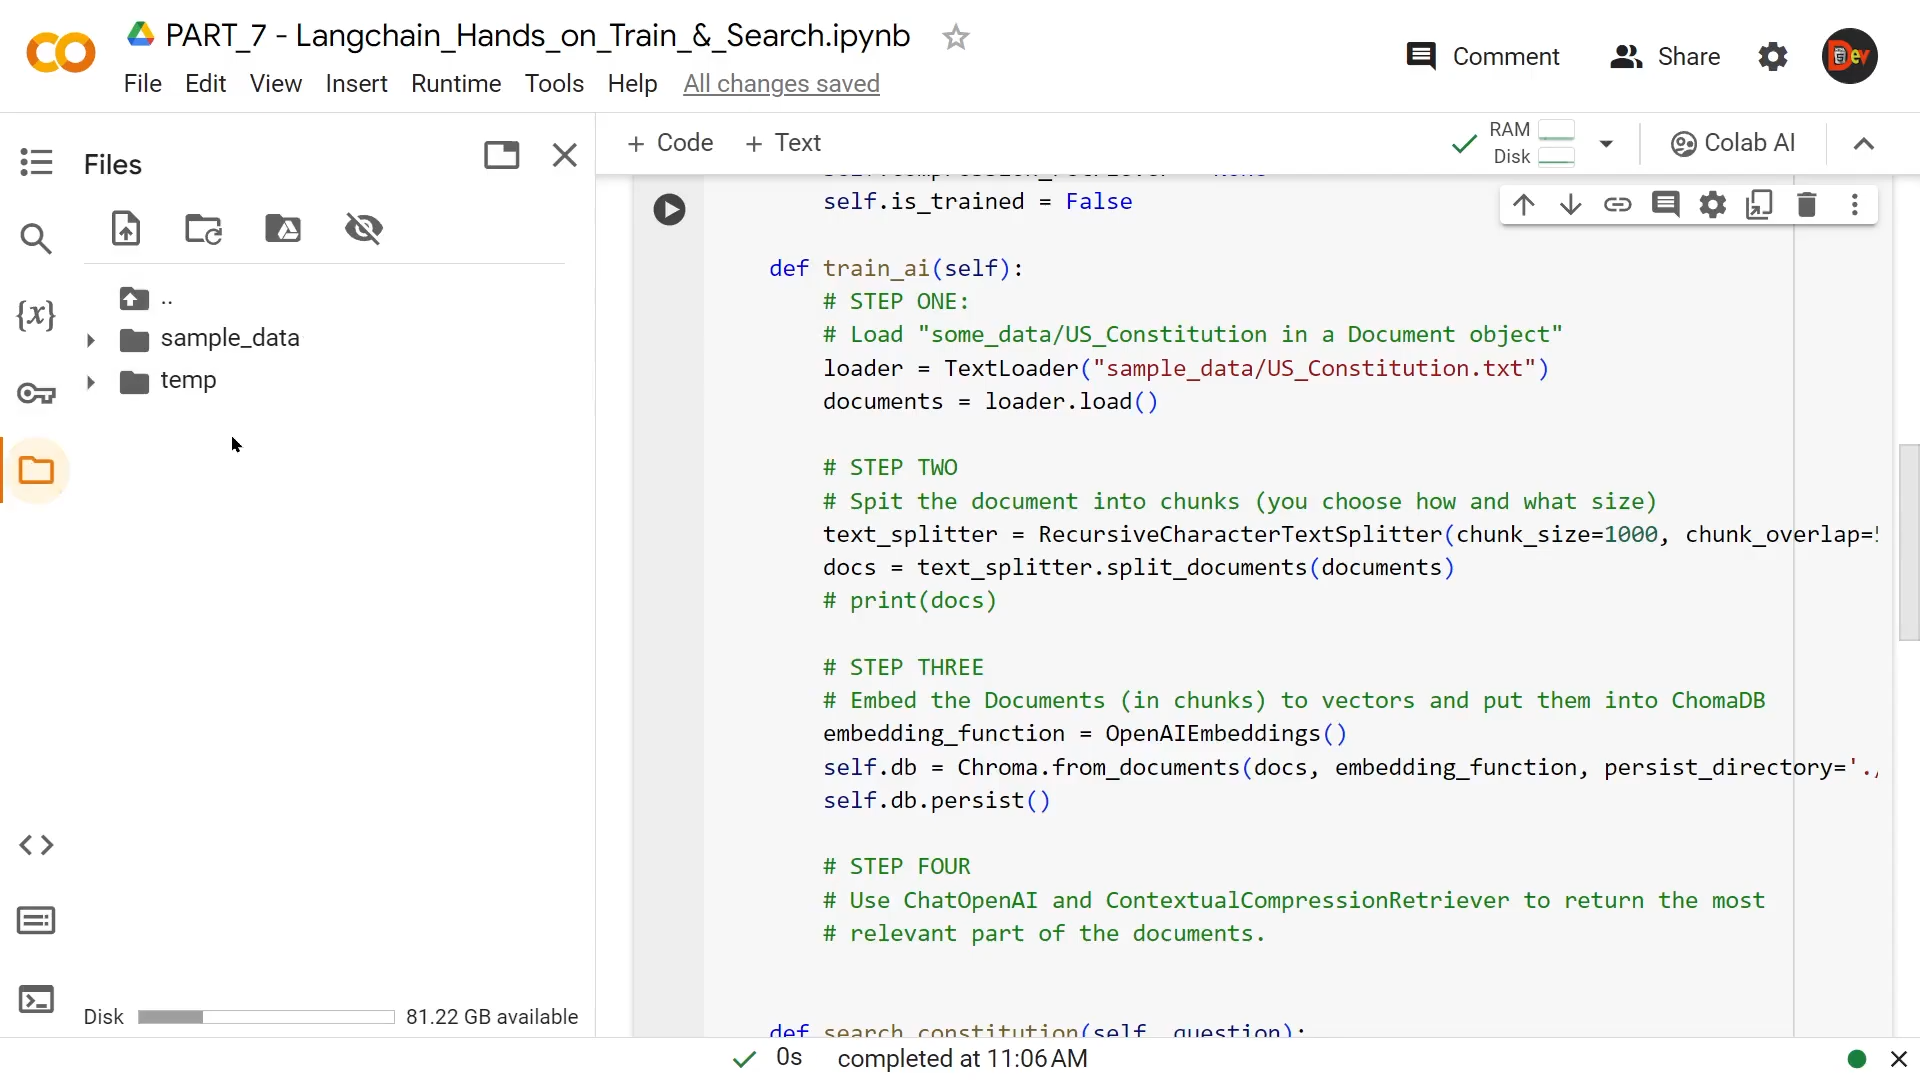 PART_7 - Langchain_Hands_on_Train_&_Search.ipynb
File Edit View Insert Runtime Tools Help All changes saved
Comment
Share
Dev
Files
+ Code + Text
RAM
Disk
Colab AI
..
sample_data
temp
{x}
self.is_trained = False
def train_ai(self):
# STEP ONE:
# Load "some_data/US_Constitution in a Document object"
loader = TextLoader("sample_data/US_Constitution.txt")
documents = loader.load()
# STEP TWO
# Spit the document into chunks (you choose how and what size)
text_splitter = RecursiveCharacterTextSplitter(chunk_size=1000, chunk_overlap=
docs = text_splitter.split_documents(documents)
# print(docs)
# STEP THREE
# Embed the Documents (in chunks) to vectors and put them into ChomaDB
embedding_function = OpenAIEmbeddings()
self.db = Chroma.from_documents(docs, embedding_function, persist_directory='.
self.db.persist()
# STEP FOUR
# Use ChatOpenAI and ContextualCompressionRetriever to return the most
# relevant part of the documents.
def search_constitution(self, question):
Disk 81.22 GB available
0s completed at 11:06 AM